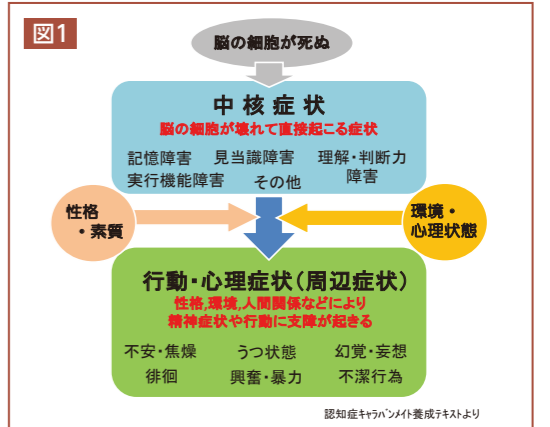 図1
脳の細胞が死ぬ
中核症状
脳の細胞が壊れて直接起こる症状
記憶障害 見当識障害 理解・判断力
障害
実行機能障害 その他
性格
・素質
環境・
心理状態
行動・心理症状(周辺症状)
性格,環境,人間関係などにより
精神症状や行動に支障が起きる
不安・焦燥 うつ状態 幻覚・妄想
徘徊 興奮・暴力 不潔行為
認知症キャラバンメイト養成テキストより